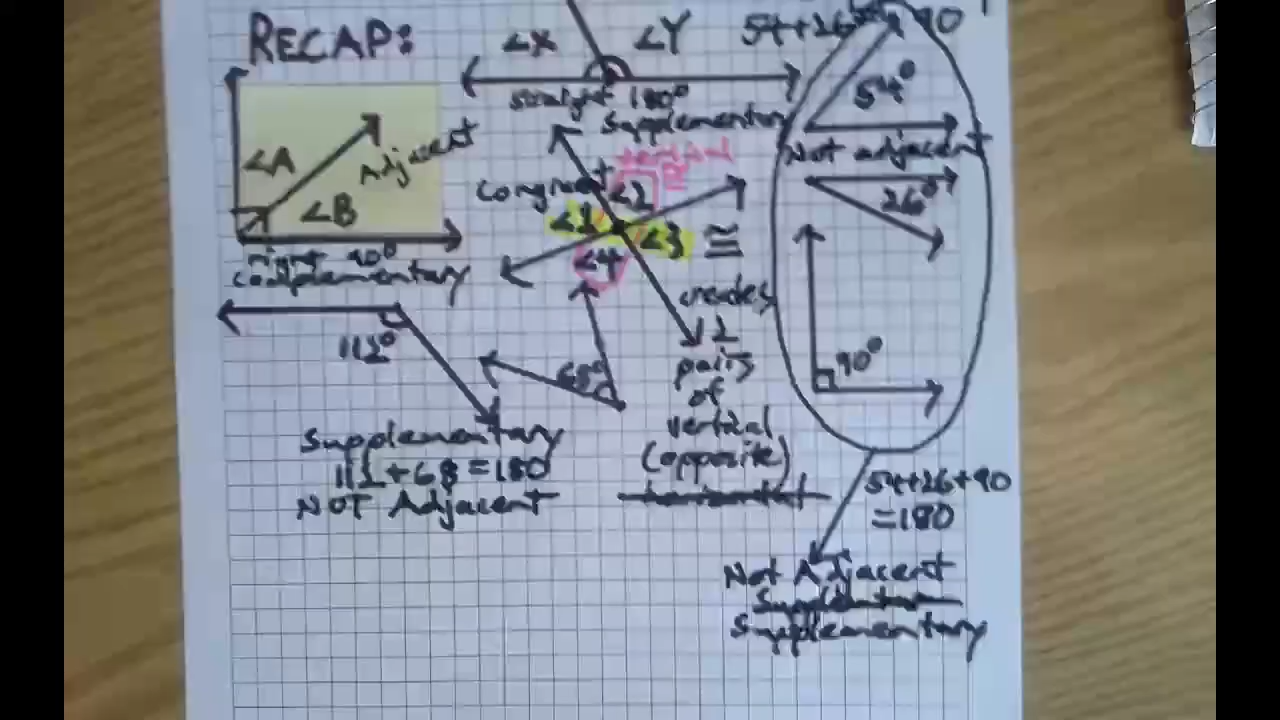 RECAP:
∠X ∠Y
Straight 180°
Supplementary
∠A
Adjacent
∠B
right 90°
complementary
congruent
vertical
≅
∠2
∠1
∠3
∠4
≅
creates
2
pairs
of
vertical
(opposite)
horizontal
112°
68°
Supplementary
112+68=180
NOT Adjacent
54+26
90
54°
Not adjacent
26°
90°
54+26+90
=180
Not Adjacent
Supplementary